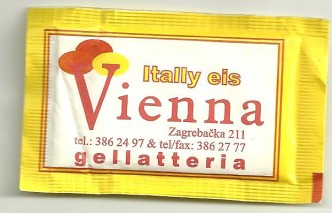 Itally eis
Vienna
Zagrebačka 211
tel.: 386 24 97 & tel/fax: 386 27 77
gellatteria